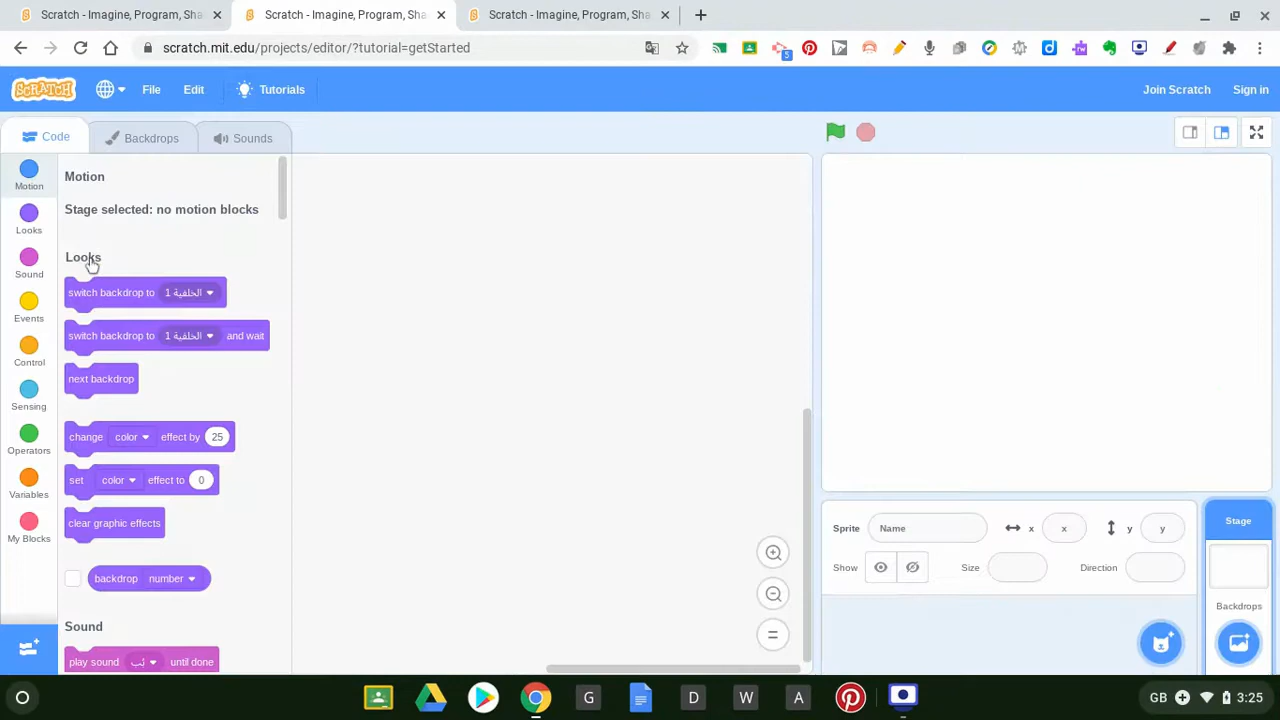 Scratch - Imagine, Program, Sha
Scratch - Imagine, Program, Sha
Scratch - Imagine, Program, Sha
scratch.mit.edu/projects/editor/?tutorial=getStarted
5
SCRATCH
File
Edit
Tutorials
Join Scratch
Sign in
Code
Backdrops
Sounds
Motion
Looks
Sound
Events
Control
Sensing
Operators
Variables
My Blocks
Motion
Stage selected: no motion blocks
Looks
switch backdrop to الخلفية 1
switch backdrop to الخلفية 1 and wait
next backdrop
change color effect by 25
set color effect to 0
clear graphic effects
backdrop number
Sound
play sound بُب until done
Sprite Name x x y y
Show Size Direction
Stage
Backdrops
G D W A
GB 3:25